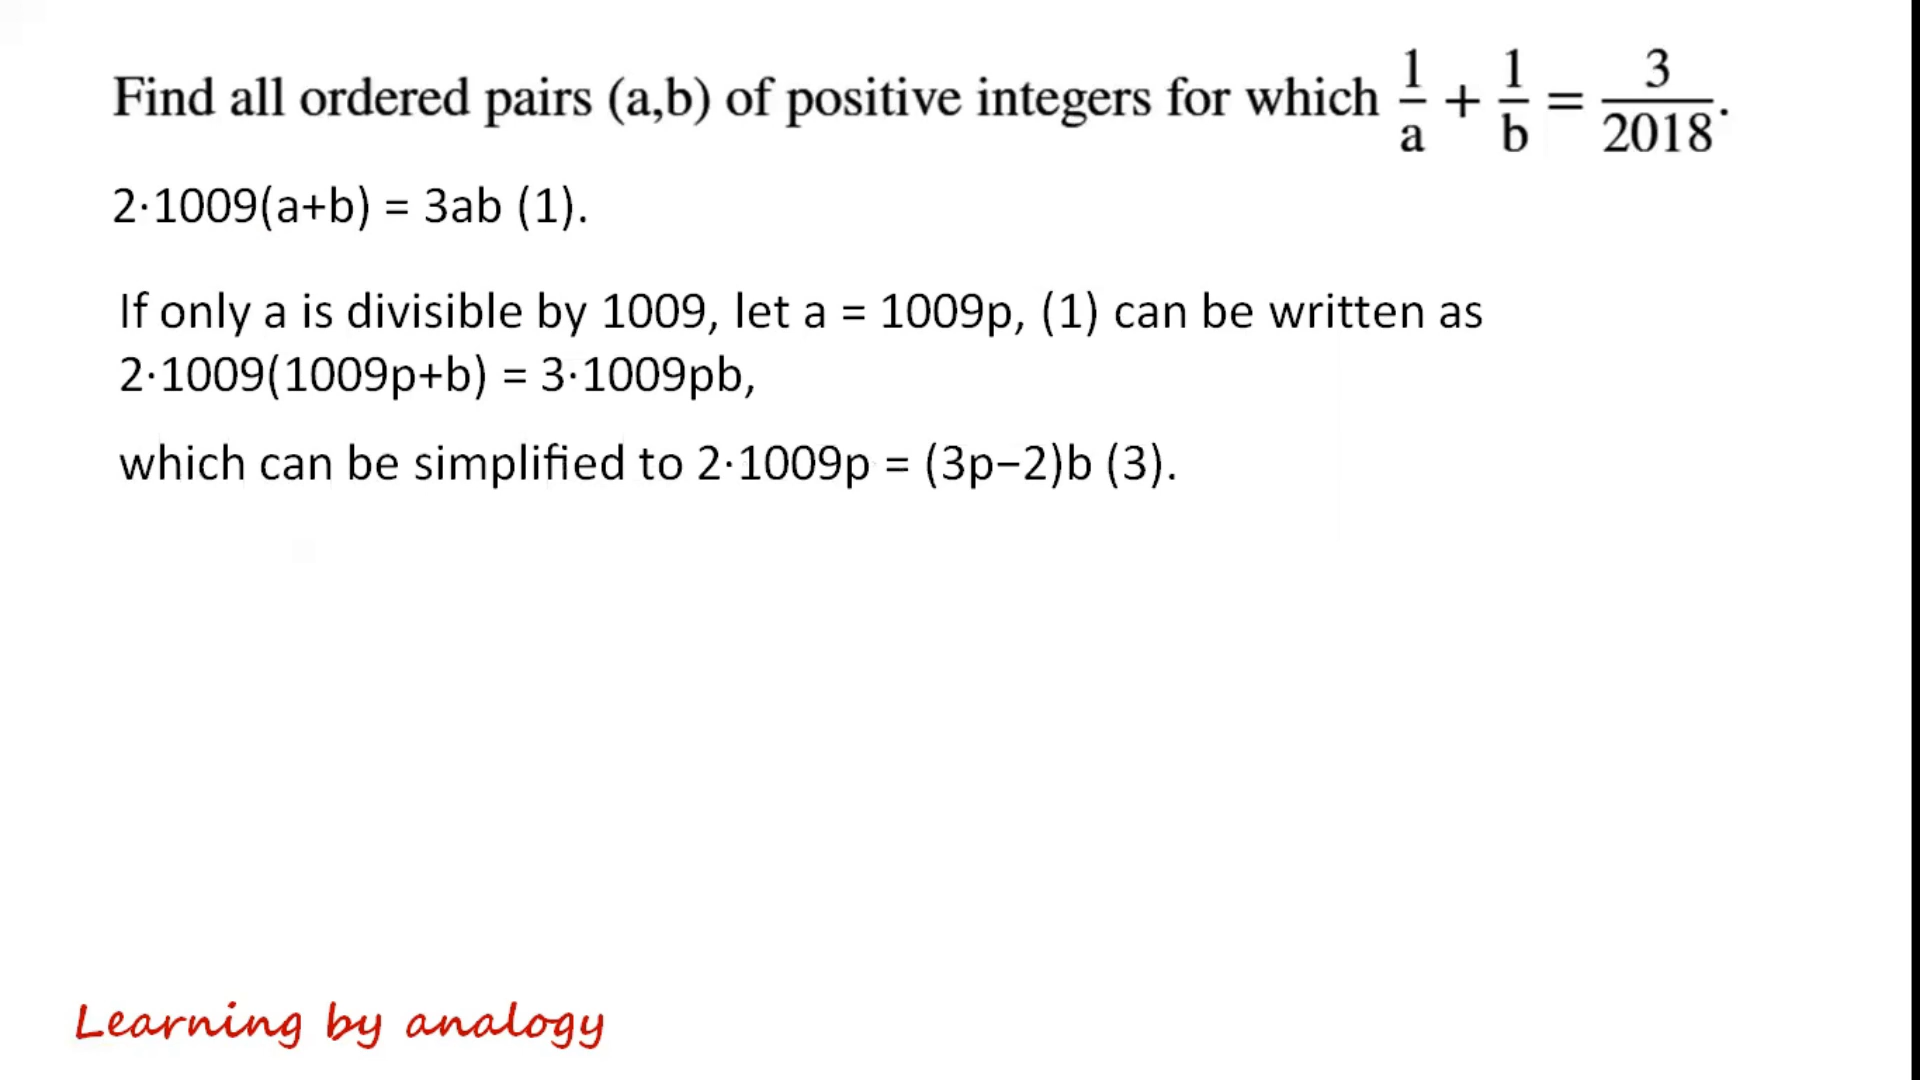 Find all ordered pairs (a,b) of positive integers for which 1/a + 1/b = 3/2018.
2·1009(a+b) = 3ab (1).
If only a is divisible by 1009, let a = 1009p, (1) can be written as
2·1009(1009p+b) = 3·1009pb,
which can be simplified to 2·1009p = (3p−2)b (3).
Learning by analogy